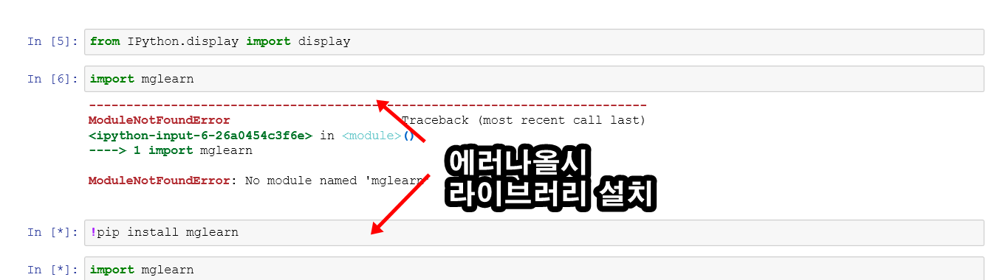 In [5]: from IPython.display import display
In [6]: import mglearn
---------------------------------------------------------------------------
ModuleNotFoundError                       Traceback (most recent call last)
<ipython-input-6-26a0454c3f6e> in <module>()
----> 1 import mglearn
에러나올시
ModuleNotFoundError: No module named 'mglearn
라이브러리 설치
In [*]: !pip install mglearn
In [*]: import mglearn